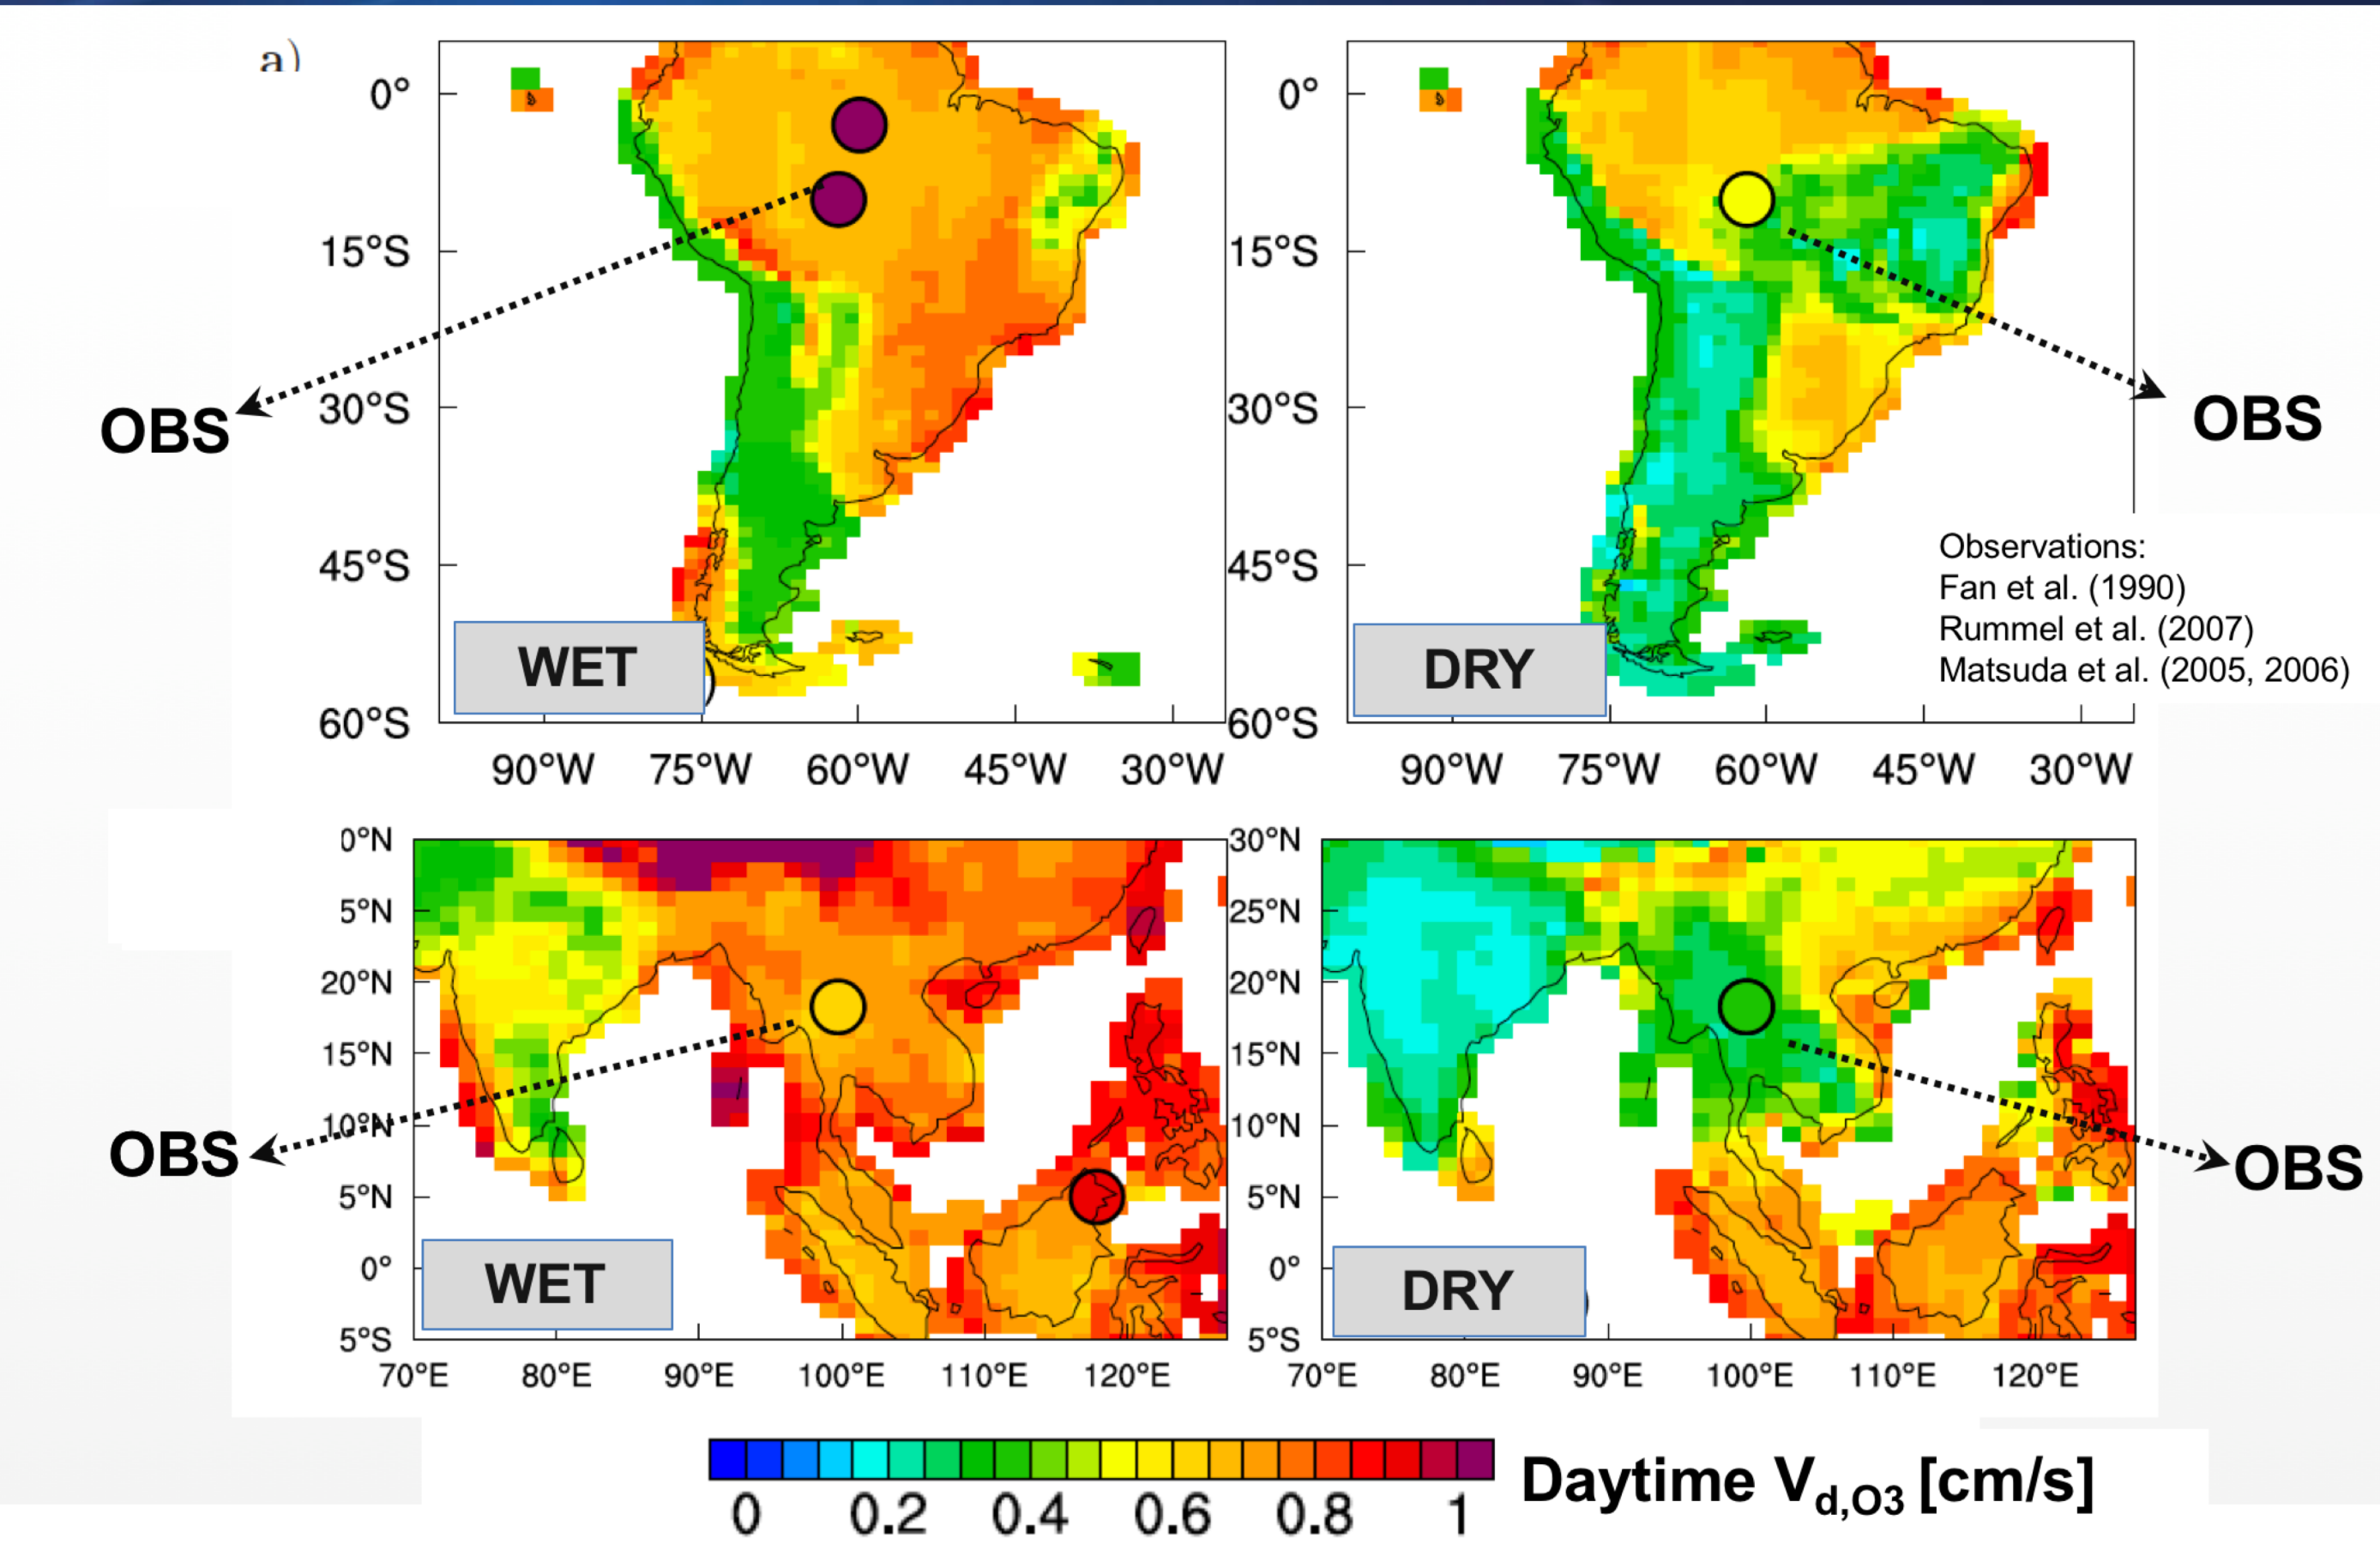 a)
0°
15°S
30°S
45°S
60°S
90°W 75°W 60°W 45°W 30°W
WET
OBS
0°
15°S
30°S
45°S
60°S
90°W 75°W 60°W 45°W 30°W
DRY
OBS
Observations:
Fan et al. (1990)
Rummel et al. (2007)
Matsuda et al. (2005, 2006)
0°N
5°N
20°N
15°N
10°N
5°N
0°
5°S
70°E 80°E 90°E 100°E 110°E 120°E
WET
OBS
30°N
25°N
20°N
15°N
10°N
5°N
0°
5°S
70°E 80°E 90°E 100°E 110°E 120°E
DRY
OBS
0 0.2 0.4 0.6 0.8 1
Daytime Vd,O3 [cm/s]